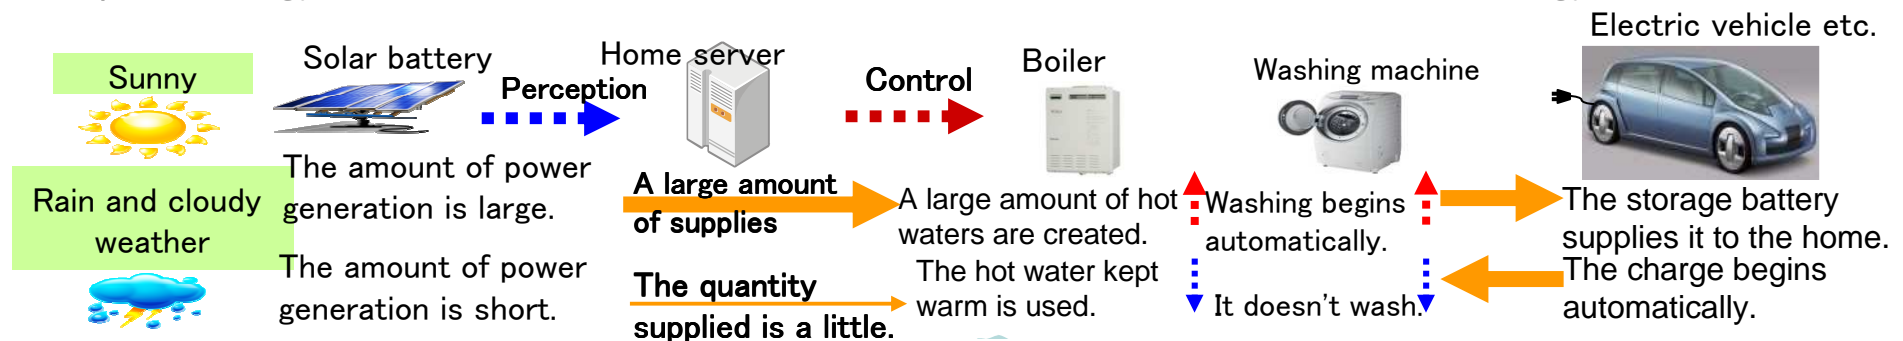 Electric vehicle etc.
Solar battery
Home server
Boiler
Washing machine
Sunny
Perception
Control
Rain and cloudy
weather
The amount of power
generation is large.
A large amount
of supplies
A large amount of hot
waters are created.
Washing begins
automatically.
The storage battery
supplies it to the home.
The amount of power
generation is short.
The quantity
supplied is a little.
The hot water kept
warm is used.
It doesn't wash.
The charge begins
automatically.